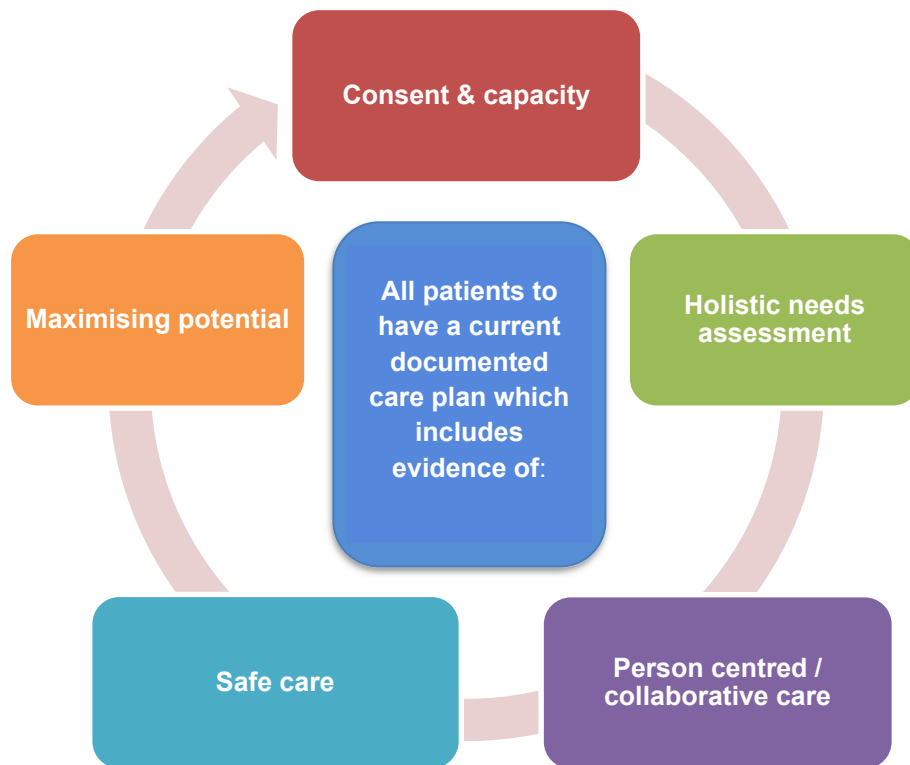 Consent & capacity
Holistic needs
assessment
Person centred /
collaborative care
Safe care
Maximising potential
All patients to
have a current
documented
care plan which
includes
evidence of: